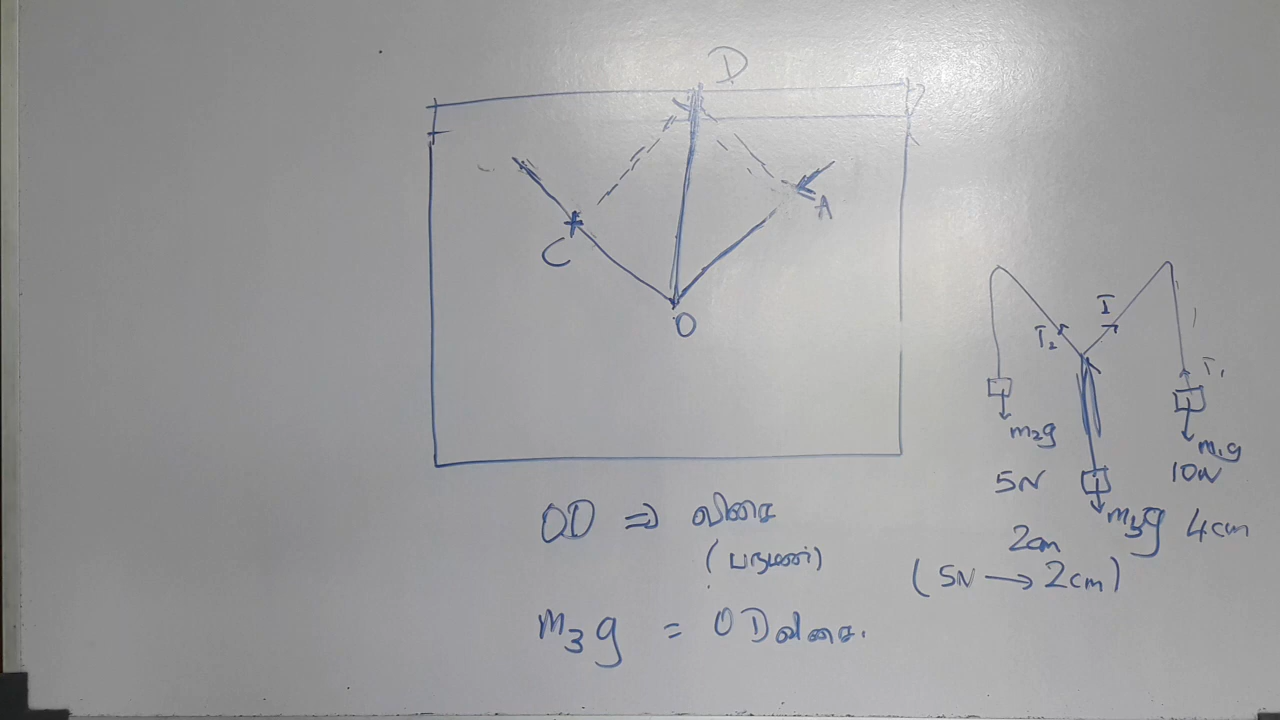 D
A
C
O
T₂
T
T₁
m₂g
m₁g
5N
10N
m₃g
2cm
4cm
(5N → 2cm)
OD ⇒ விசை
(பருமன்)
m₃g = OD விசை.